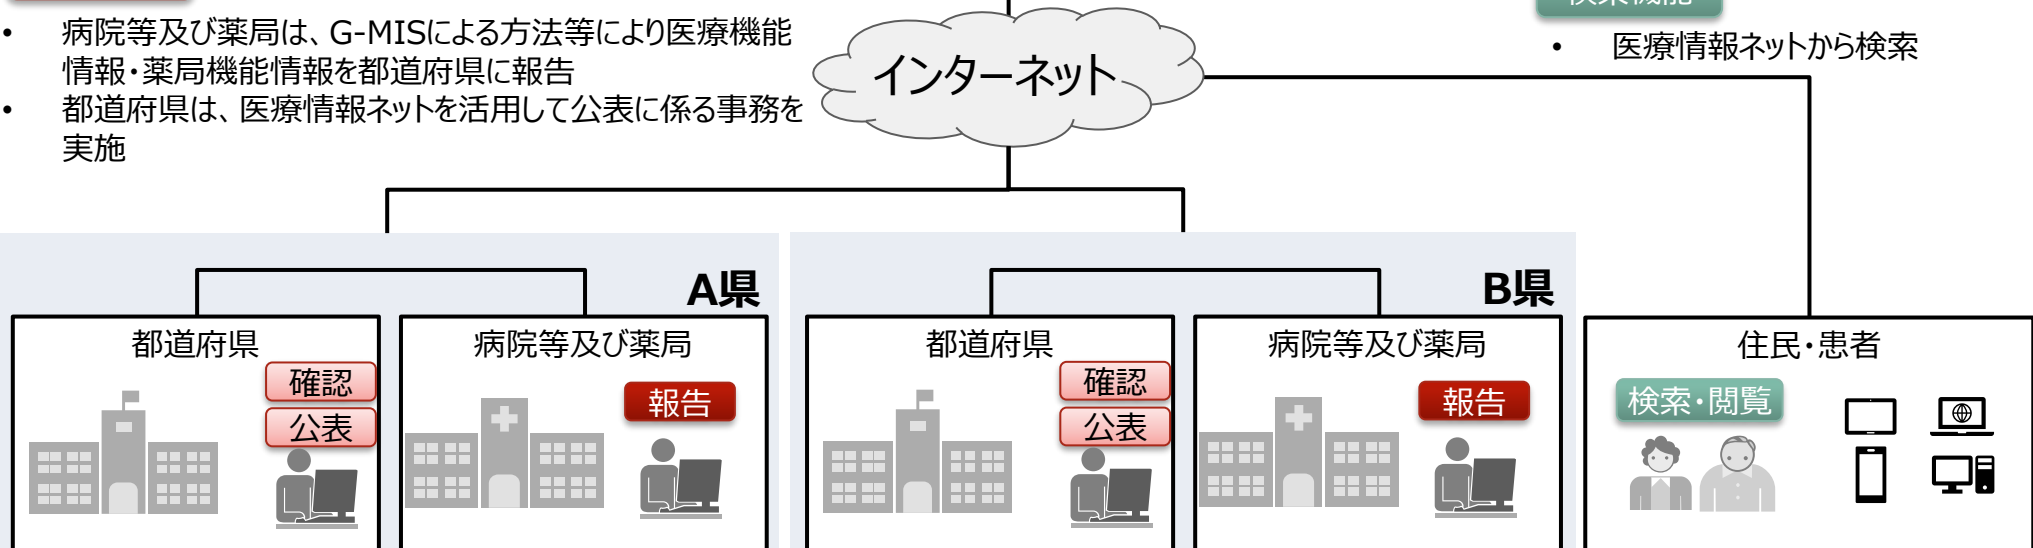 • 病院等及び薬局は、G-MISによる方法等により医療機能
情報・薬局機能情報を都道府県に報告
• 都道府県は、医療情報ネットを活用して公表に係る事務を
実施
インターネット
検索機能
• 医療情報ネットから検索
A県
都道府県
確認
公表
病院等及び薬局
報告
B県
都道府県
確認
公表
病院等及び薬局
報告
住民・患者
検索・閲覧